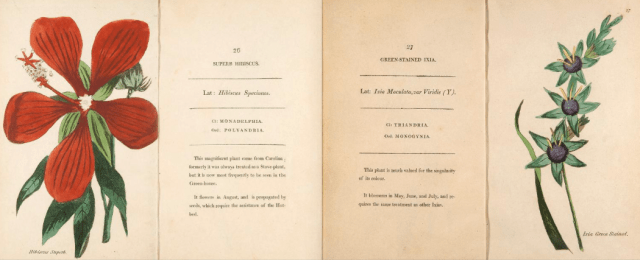 Hibiscus Superb.
26
SUPERB HIBISCUS.
Lat: Hibiscus Speciosus.
Cl: MONADELPHIA.
Ord. POLYANDRIA.
This magnificent plant came from Carolina;
formerly it was always treated as a Stove-plant,
but it is now most frequently to be seen in the
Green-house.
It flowers in August, and is propagated by
seeds, which require the assistance of the Hot
bed.
27
GREEN-STAINED IXIA.
Lat: Ixia Maculata, var Viridis (T).
Cl: TRIANDRIA.
Ord. MONOGYNIA.
This plant is much valued for the singularity
of its colour.
It blossoms in May, June, and July, and re-
quires the same treatment as other Ixias.
27
Ixia Green Stained.